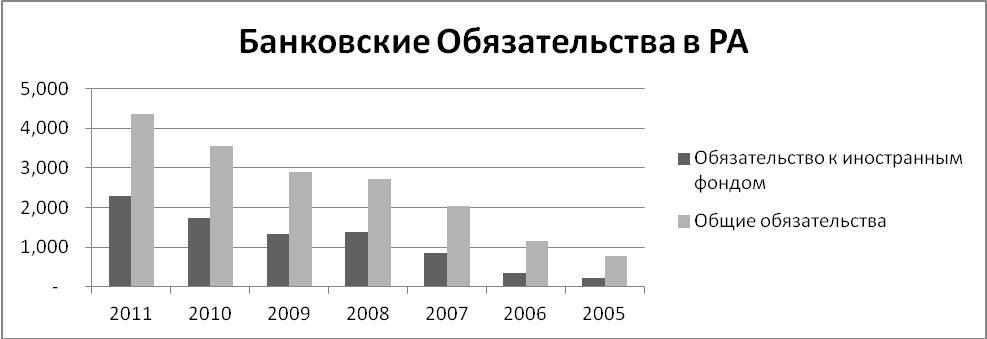 Банковские Обязательства в РА
5,000
4,000
3,000
2,000
1,000
-
2011 2010 2009 2008 2007 2006 2005
Обязательство к иностранным
фондом
Общие обязательства